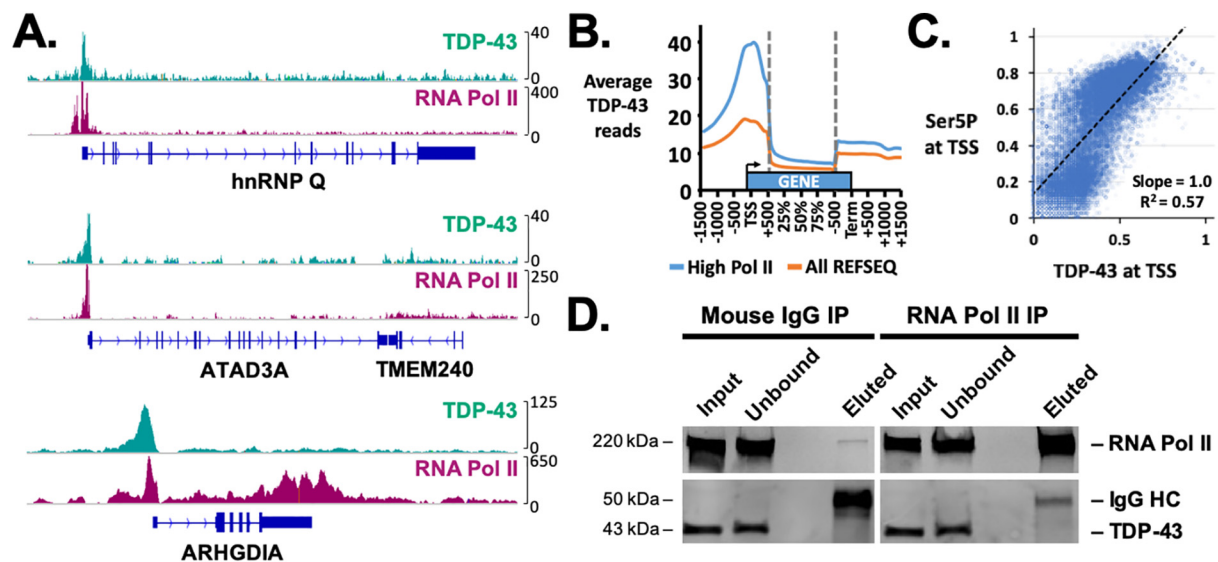 A.
TDP-43
40
0
RNA Pol II
400
0
hnRNP Q
TDP-43
40
0
RNA Pol II
250
0
ATAD3A
TMEM240
TDP-43
125
0
RNA Pol II
650
0
ARHGDIA
B.
Average
TDP-43
reads
40
30
20
10
0
GENE
-1500
-1000
-500
TSS
+500
25%
50%
75%
-500
Term
+500
+1000
+1500
High Pol II
All REFSEQ
C.
Ser5P
at TSS
1
0.8
0.6
0.4
0.2
0
Slope = 1.0
R² = 0.57
0
0.5
1
TDP-43 at TSS
D.
Mouse IgG IP
RNA Pol II IP
Input
Unbound
Eluted
Input
Unbound
Eluted
220 kDa –
– RNA Pol II
50 kDa –
– IgG HC
43 kDa –
– TDP-43